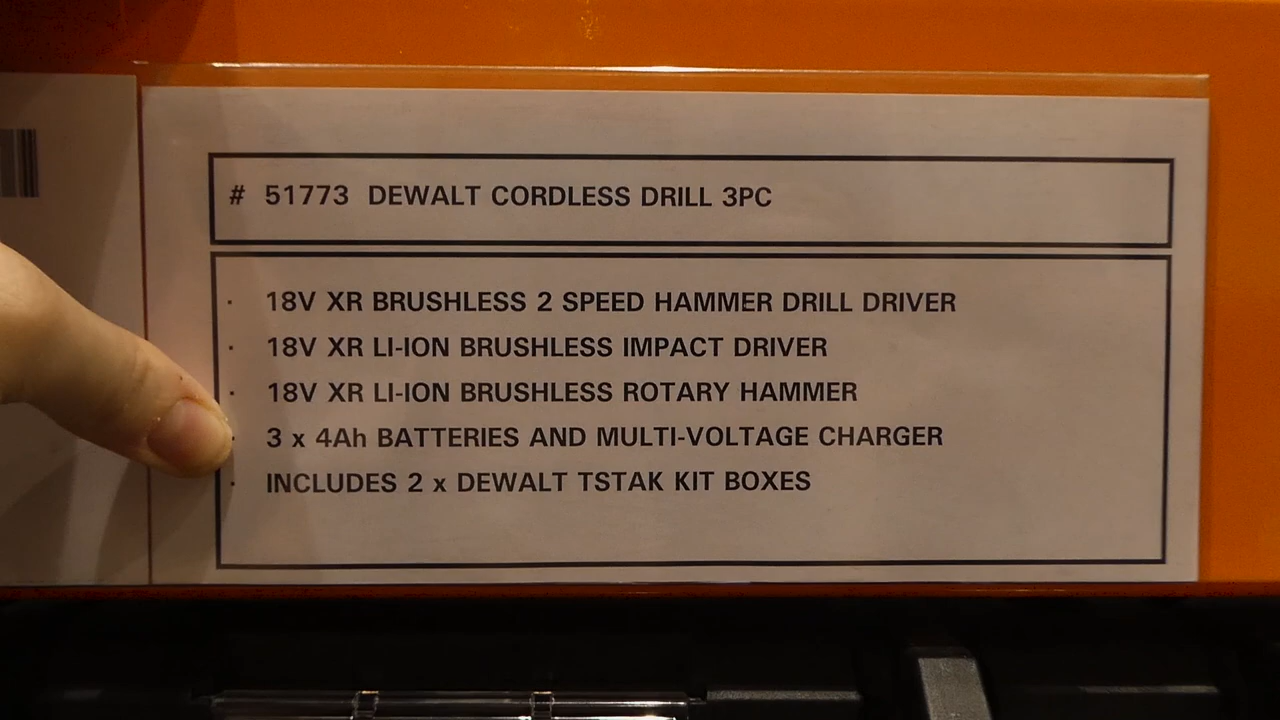 # 51773 DEWALT CORDLESS DRILL 3PC
· 18V XR BRUSHLESS 2 SPEED HAMMER DRILL DRIVER
· 18V XR LI-ION BRUSHLESS IMPACT DRIVER
· 18V XR LI-ION BRUSHLESS ROTARY HAMMER
· 3 x 4Ah BATTERIES AND MULTI-VOLTAGE CHARGER
· INCLUDES 2 x DEWALT TSTAK KIT BOXES